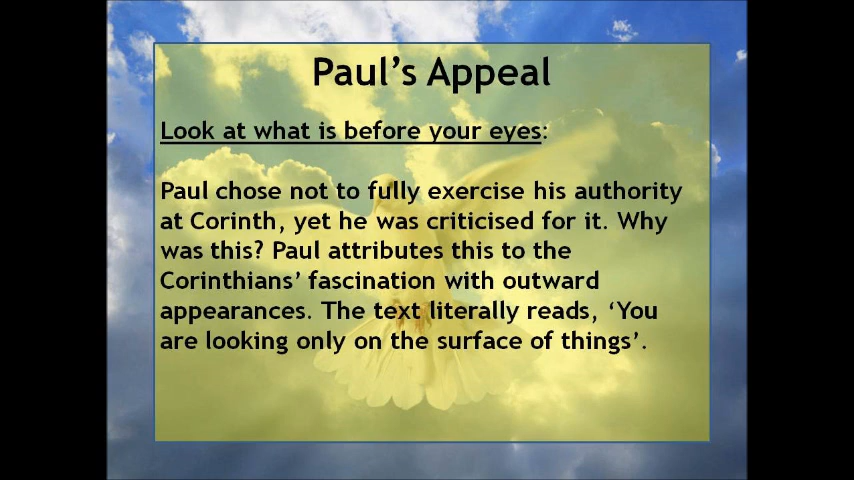 Paul’s Appeal
Look at what is before your eyes:
Paul chose not to fully exercise his authority
at Corinth, yet he was criticised for it. Why
was this? Paul attributes this to the
Corinthians’ fascination with outward
appearances. The text literally reads, ‘You
are looking only on the surface of things’.